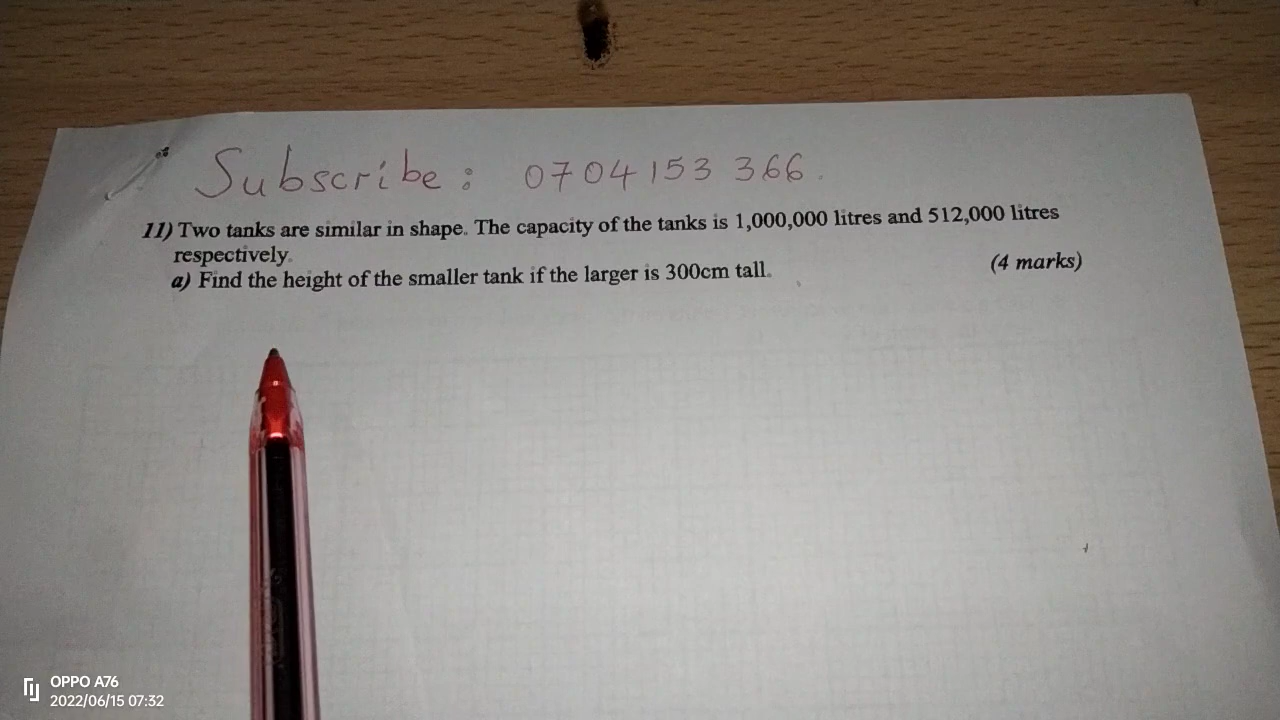 Subscribe: 0704153 366.
11) Two tanks are similar in shape. The capacity of the tanks is 1,000,000 litres and 512,000 litres
respectively.
a) Find the height of the smaller tank if the larger is 300cm tall. (4 marks)
OPPO A76
2022/06/15 07:32